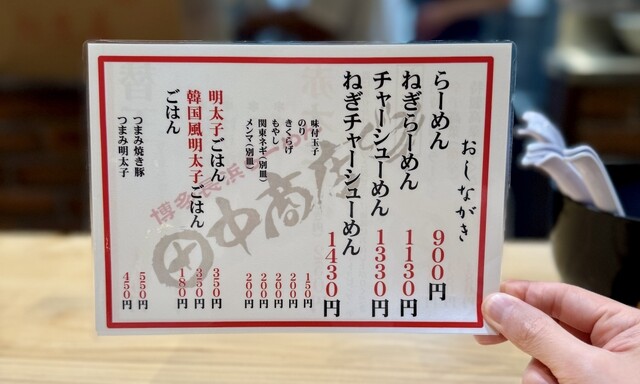 おしながき
らーめん 900円
ねぎらーめん 1130円
チャーシューめん 1330円
ねぎチャーシューめん 1430円
味付玉子
のり
きくらげ
もやし
関東ネギ(別皿)
メンマ(別皿)
150円
200円
200円
200円
200円
明太子ごはん 350円
韓国風明太子ごはん 350円
ごはん 180円
つまみ焼き豚 550円
つまみ明太子 450円
博多長浜らーめん
田中商店